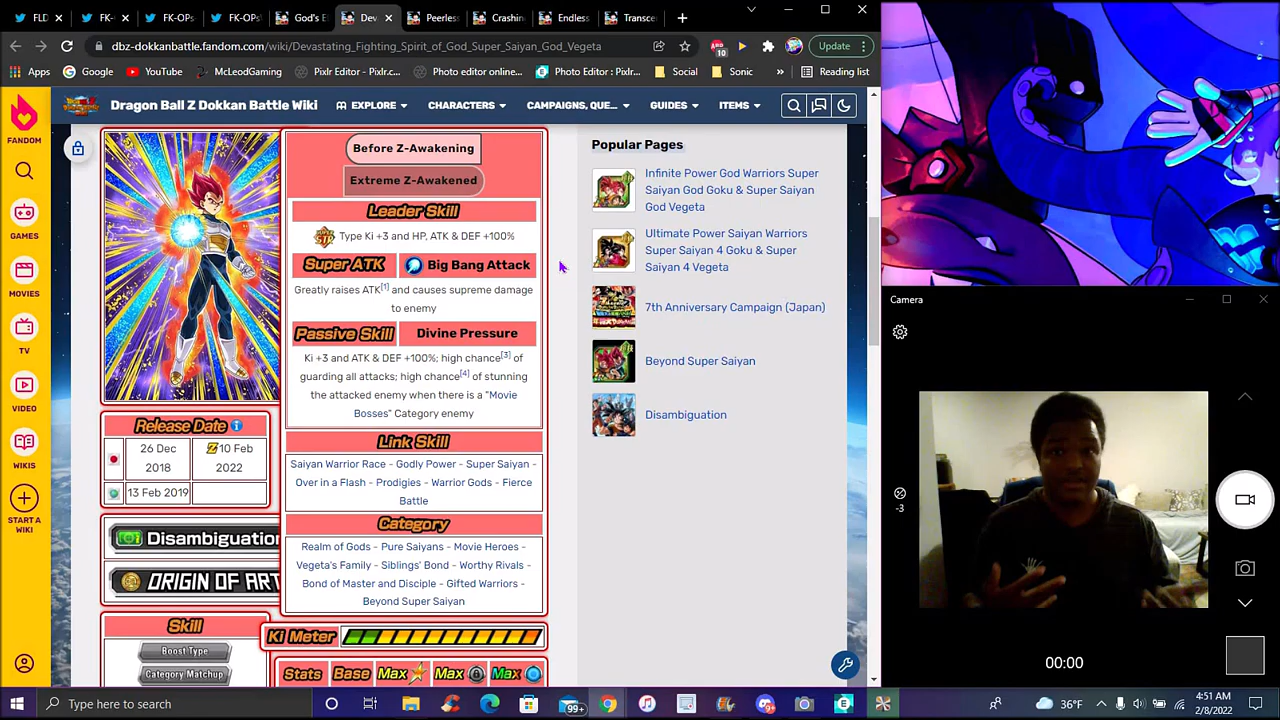 FLD
FK-
FK-OPs
FK-OPs
God's E
Dev
Peerles
Crashin
Endless
Transce
dbz-dokkanbattle.fandom.com/wiki/Devastating_Fighting_Spirit_of_God_Super_Saiyan_God_Vegeta
10
Update
Apps
Google
YouTube
McLeodGaming
Pixlr Editor - Pixlr.c...
Photo editor online...
Photo Editor : Pixlr...
Social
Sonic
»
Reading list
FANDOM
GAMES
MOVIES
TV
VIDEO
WIKIS
START A
WIKI
Dragon Ball Z Dokkan Battle Wiki
EXPLORE
CHARACTERS
CAMPAIGNS, QUE...
GUIDES
ITEMS
Before Z-Awakening
Extreme Z-Awakened
Leader Skill
STR Type Ki +3 and HP, ATK & DEF +100%
Super ATK
Big Bang Attack
Greatly raises ATK[1] and causes supreme damage
to enemy
Passive Skill
Divine Pressure
Ki +3 and ATK & DEF +100%; high chance[3] of
guarding all attacks; high chance[4] of stunning
the attacked enemy when there is a "Movie
Bosses" Category enemy
Link Skill
Saiyan Warrior Race - Godly Power - Super Saiyan -
Over in a Flash - Prodigies - Warrior Gods - Fierce
Battle
Category
Realm of Gods - Pure Saiyans - Movie Heroes -
Vegeta's Family - Siblings' Bond - Worthy Rivals -
Bond of Master and Disciple - Gifted Warriors -
Beyond Super Saiyan
Ki Meter
Stats
Base
Max
Max
Max
Release Date
26 Dec
2018
Z10 Feb
2022
13 Feb 2019
Disambiguation
ORIGIN OF ART
Skill
Boost Type
Category Matchup
Popular Pages
Infinite Power God Warriors Super
Saiyan God Goku & Super Saiyan
God Vegeta
Ultimate Power Saiyan Warriors
Super Saiyan 4 Goku & Super
Saiyan 4 Vegeta
7th Anniversary Campaign (Japan)
Beyond Super Saiyan
Disambiguation
Camera
-3
00:00
Type here to search
99+
36°F
4:51 AM
2/8/2022